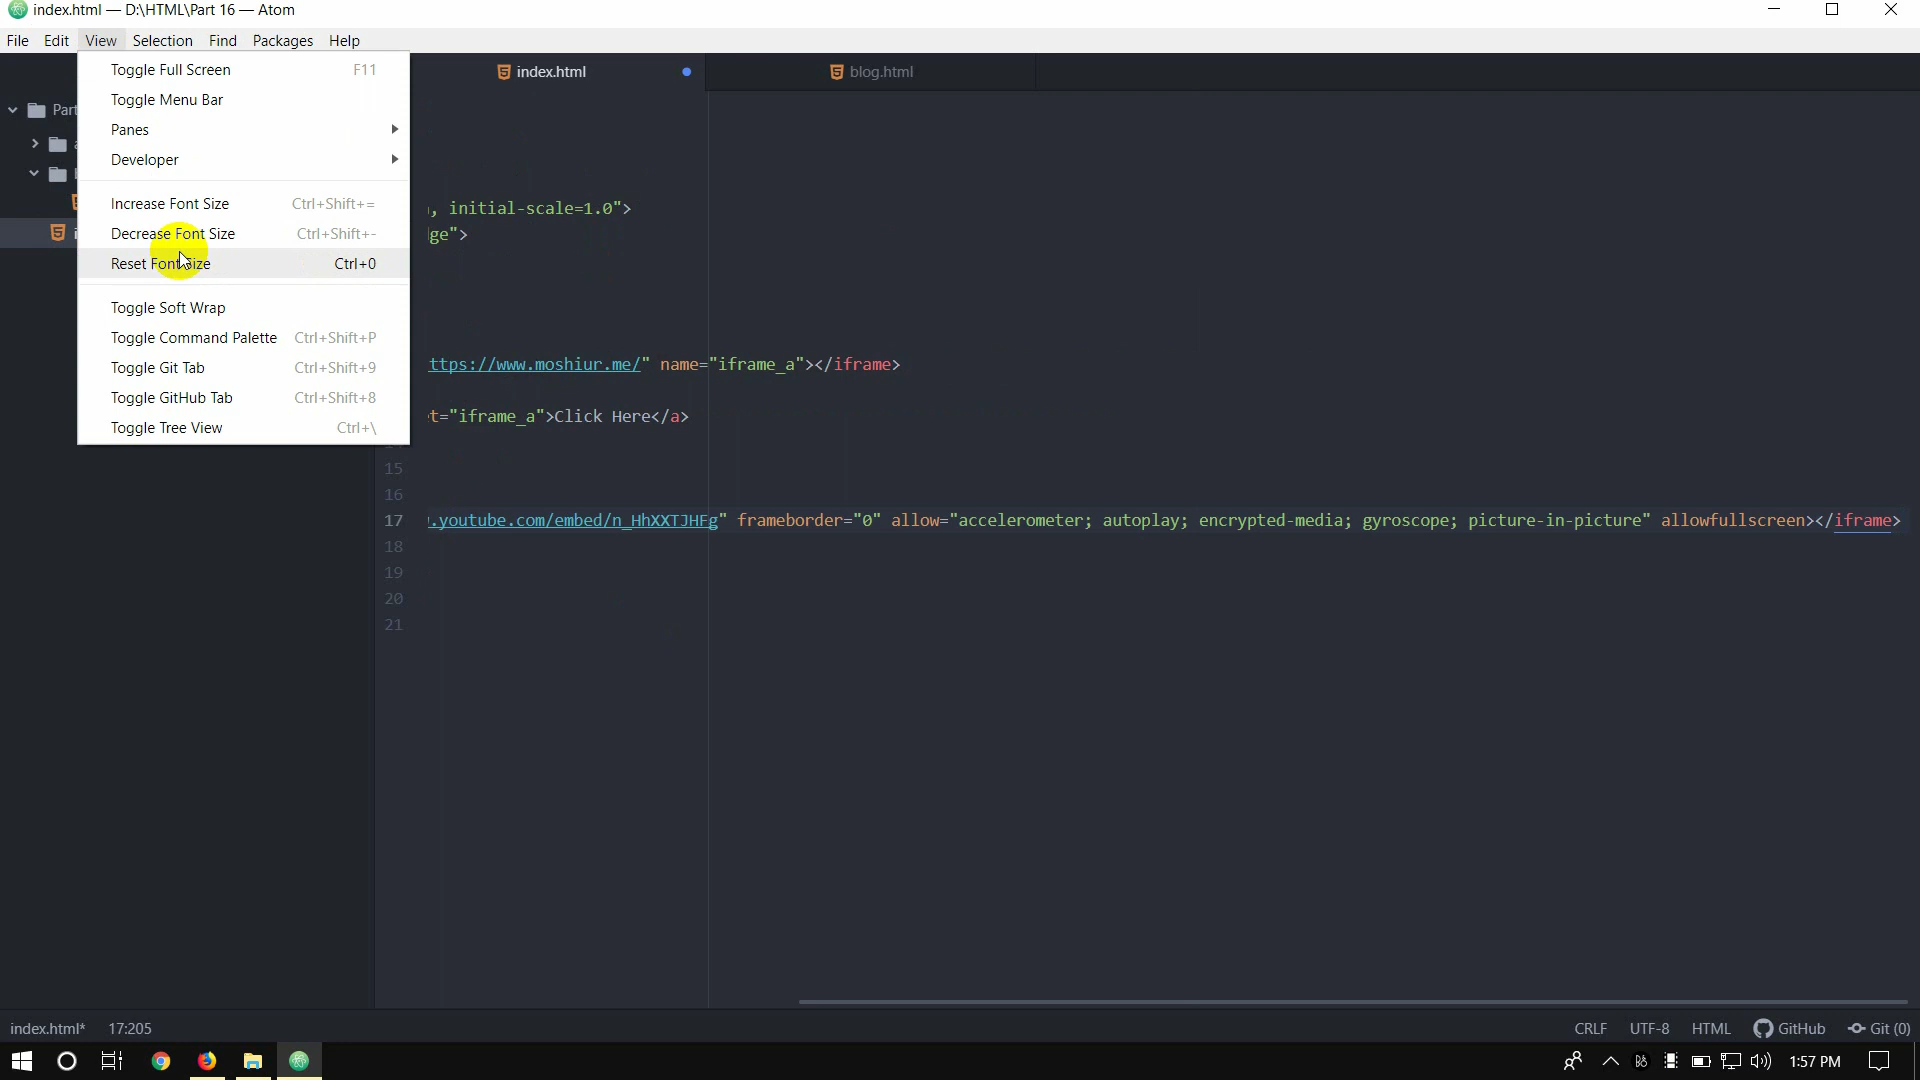 index.html — D:\HTML\Part 16 — Atom
File Edit View Selection Find Packages Help
Toggle Full Screen F11
Toggle Menu Bar
Panes
Developer
Increase Font Size Ctrl+Shift+=
Decrease Font Size Ctrl+Shift+-
Reset Font Size Ctrl+0
Toggle Soft Wrap
Toggle Command Palette Ctrl+Shift+P
Toggle Git Tab Ctrl+Shift+9
Toggle GitHub Tab Ctrl+Shift+8
Toggle Tree View Ctrl+\
Part
index.html
blog.html
, initial-scale=1.0">
ge">
ttps://www.moshiur.me/" name="iframe_a"></iframe>
t="iframe_a">Click Here</a>
15
16
17 .youtube.com/embed/n_HhXXTJHFg" frameborder="0" allow="accelerometer; autoplay; encrypted-media; gyroscope; picture-in-picture" allowfullscreen></iframe>
18
19
20
21
index.html* 17:205
CRLF UTF-8 HTML GitHub Git (0)
1:57 PM